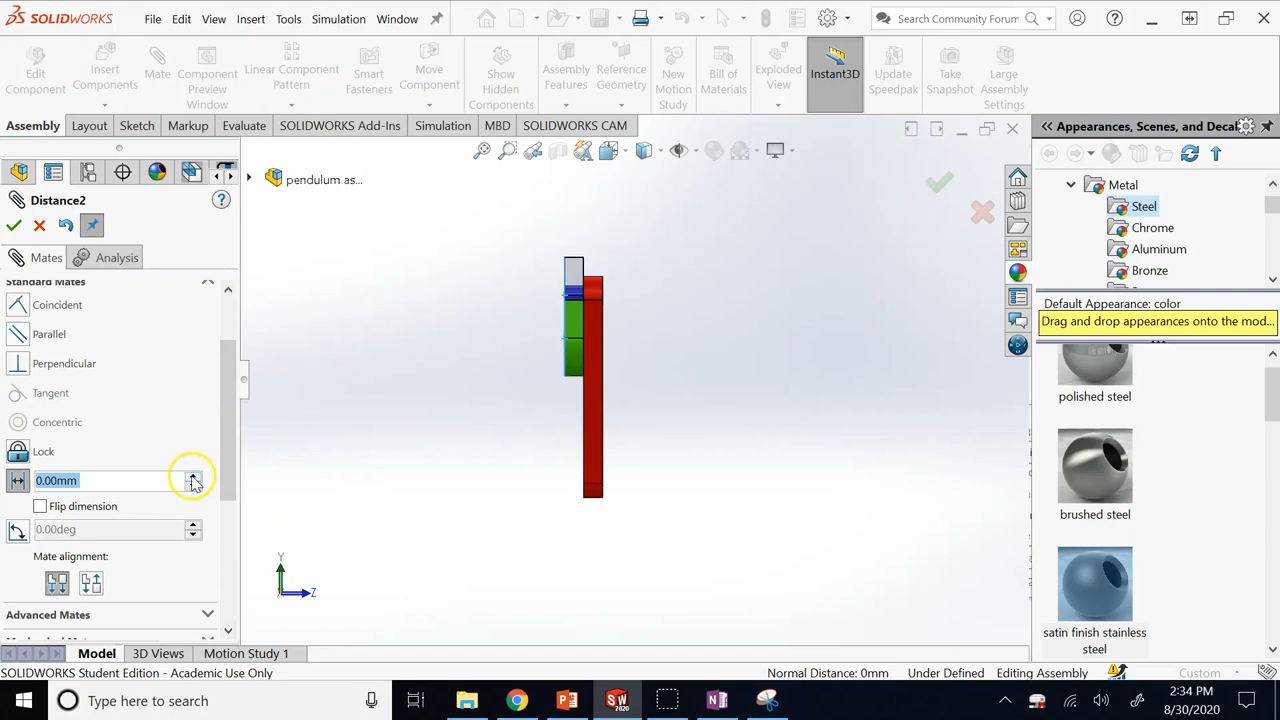 SOLIDWORKS
File Edit View Insert Tools Simulation Window
Search Community Forum
Edit Component
Insert Components
Mate
Component Preview Window
Linear Component Pattern
Smart Fasteners
Move Component
Show Hidden Components
Assembly Features
Reference Geometry
New Motion Study
Bill of Materials
Exploded View
Instant3D
Update Speedpak
Take Snapshot
Large Assembly Settings
Assembly Layout Sketch Markup Evaluate SOLIDWORKS Add-Ins Simulation MBD SOLIDWORKS CAM
Appearances, Scenes, and Decal
pendulum as...
Distance2
Mates Analysis
Standard Mates
Coincident
Parallel
Perpendicular
Tangent
Concentric
Lock
0.00mm
Flip dimension
0.00deg
Mate alignment:
Advanced Mates
Y
Z
Metal
Steel
Chrome
Aluminum
Bronze
Default Appearance: color
Drag and drop appearances onto the mod...
polished steel
brushed steel
satin finish stainless
steel
Model 3D Views Motion Study 1
SOLIDWORKS Student Edition - Academic Use Only
Normal Distance: 0mm Under Defined Editing Assembly Custom
Type here to search
SW
2020
2:34 PM
8/30/2020